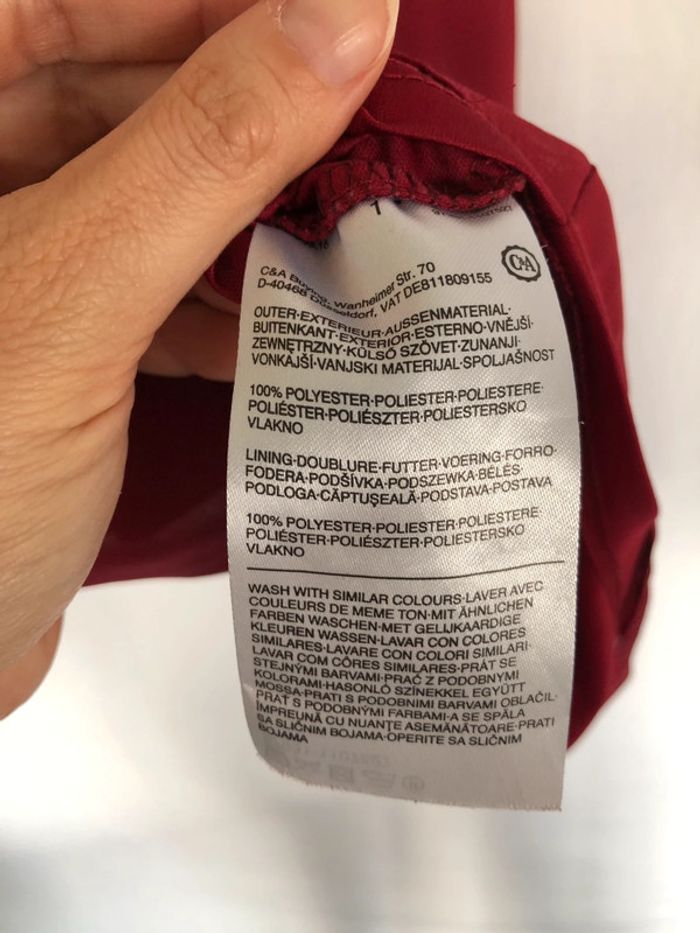 1
C&A
C&A Buying, Wanheimer Str. 70
D-40468 Düsseldorf, VAT DE811809155
OUTER·EXTERIEUR·AUSSENMATERIAL·
BUITENKANT·EXTERIOR·ESTERNO·VNĚJŠÍ·
ZEWNĘTRZNY·KÜLSŐ SZÖVET·ZUNANJI·
VONKAJŠÍ·VANJSKI MATERIJAL·SPOLJAŠNOST
100% POLYESTER·POLIESTER·POLIESTERE·
POLIÉSTER·POLIÉSZTER·POLIESTERSKO
VLAKNO
LINING·DOUBLURE·FUTTER·VOERING·FORRO·
FODERA·PODŠÍVKA·PODSZEWKA·BÉLÉS·
PODLOGA·CĂPTUŞEALĂ·PODSTAVA·POSTAVA
100% POLYESTER·POLIESTER·POLIESTERE·
POLIÉSTER·POLIÉSZTER·POLIESTERSKO
VLAKNO
WASH WITH SIMILAR COLOURS·LAVER AVEC
COULEURS DE MEME TON·MIT ÄHNLICHEN
FARBEN WASCHEN·MET GELIJKAARDIGE
KLEUREN WASSEN·LAVAR CON COLORES
SIMILARES·LAVARE CON COLORI SIMILARI·
LAVAR COM CÔRES SIMILARES·PRÁT SE
STEJNÝMI BARVAMI·PRAĆ Z PODOBNYMI
KOLORAMI·HASONLÓ SZÍNEKKEL EGYÜTT
MOSSA·PRATI S PODOBNIMI BARVAMI OBLAČIL·
PRAŤ S PODOBNÝMI FARBAMI·A SE SPĂLA
ÎMPREUNĂ CU NUANŢE ASEMĂNĂTOARE·PRATI
SA SLIČNIM BOJAMA·OPERITE SA SLIČNIM
BOJAMA